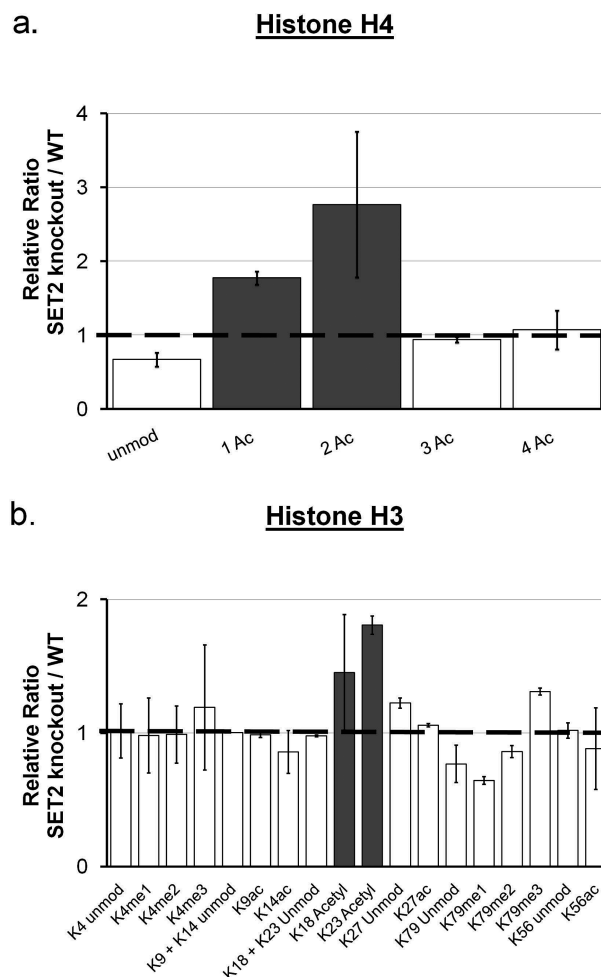 a.
Histone H4
Relative Ratio
SET2 knockout / WT
4
3
2
1
0
unmod
1 Ac
2 Ac
3 Ac
4 Ac
b.
Histone H3
Relative Ratio
SET2 knockout / WT
2
1
0
K4 unmod
K4me1
K4me2
K4me3
K9 + K14 unmod
K9ac
K14ac
K18 + K23 Unmod
K18 Acetyl
K23 Acetyl
K27 Unmod
K27ac
K79 Unmod
K79me1
K79me2
K79me3
K56 unmod
K56ac